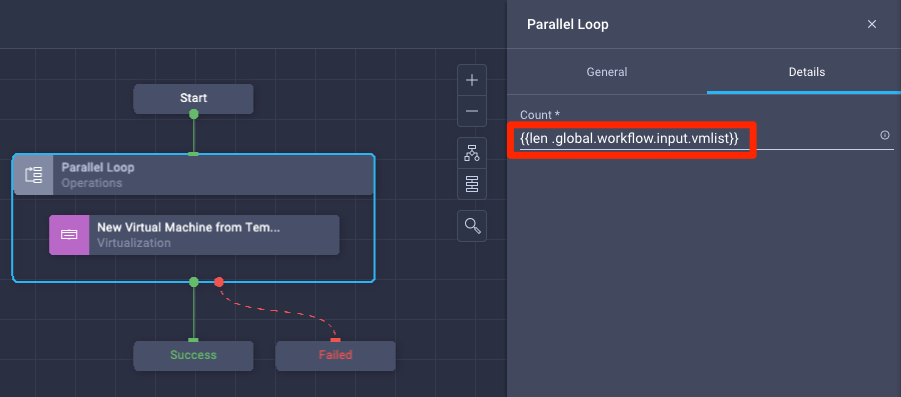 Start
Parallel Loop
Operations
New Virtual Machine from Tem...
Virtualization
Success
Failed
Parallel Loop
General
Details
Count *
{{len .global.workflow.input.vmlist}}